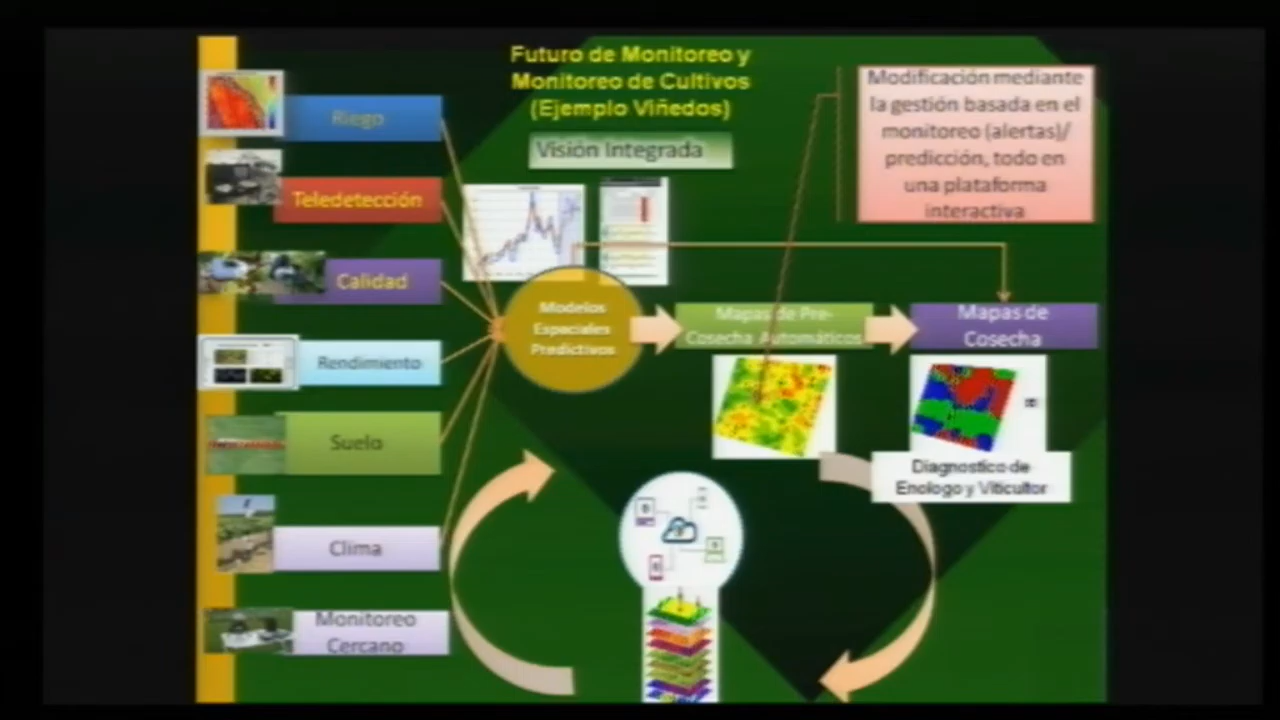 Futuro de Monitoreo y
Monitoreo de Cultivos
(Ejemplo Viñedos)
Visión Integrada
Modificación mediante
la gestión basada en el
monitoreo (alertas)/
predicción, todo en
una plataforma
interactiva
Riego
Teledetección
Calidad
Rendimiento
Suelo
Clima
Monitoreo
Cercano
Modelos
Espaciales
Predictivos
Mapas de Pre-
Cosecha Automáticos
Mapas de
Cosecha
Diagnostico de
Enologo y Viticultor